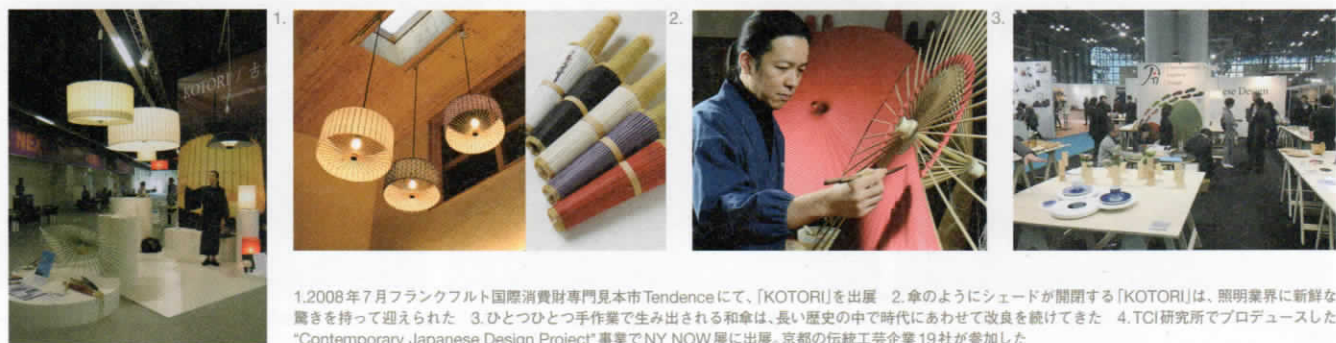 1.
2.
3.
KOTORI / 古
NEX
ese Design
1.2008年7月フランクフルト国際消費財専門見本市Tendenceにて、「KOTORI」を出展　2.傘のようにシェードが開閉する「KOTORI」は、照明業界に新鮮な
驚きを持って迎えられた　3.ひとつひとつ手作業で生み出される和傘は、長い歴史の中で時代にあわせて改良を続けてきた　4.TCI研究所でプロデュースした
"Contemporary Japanese Design Project"事業でNY NOW展に出展。京都の伝統工芸企業19社が参加した